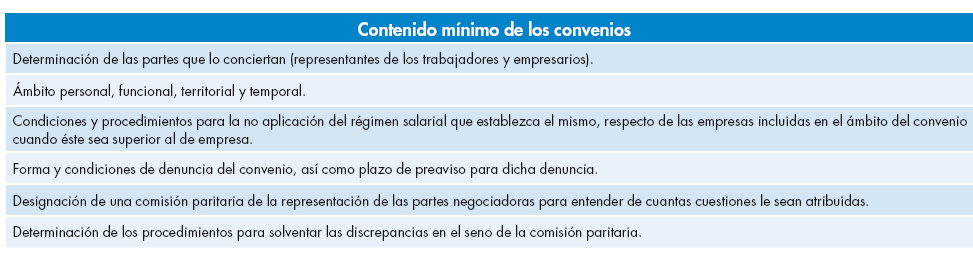 Contenido mínimo de los convenios
Determinación de las partes que lo conciertan (representantes de los trabajadores y empresarios).
Ámbito personal, funcional, territorial y temporal.
Condiciones y procedimientos para la no aplicación del régimen salarial que establezca el mismo, respecto de las empresas incluidas en el ámbito del convenio
cuando éste sea superior al de empresa.
Forma y condiciones de denuncia del convenio, así como plazo de preaviso para dicha denuncia.
Designación de una comisión paritaria de la representación de las partes negociadoras para entender de cuantas cuestiones le sean atribuidas.
Determinación de los procedimientos para solventar las discrepancias en el seno de la comisión paritaria.